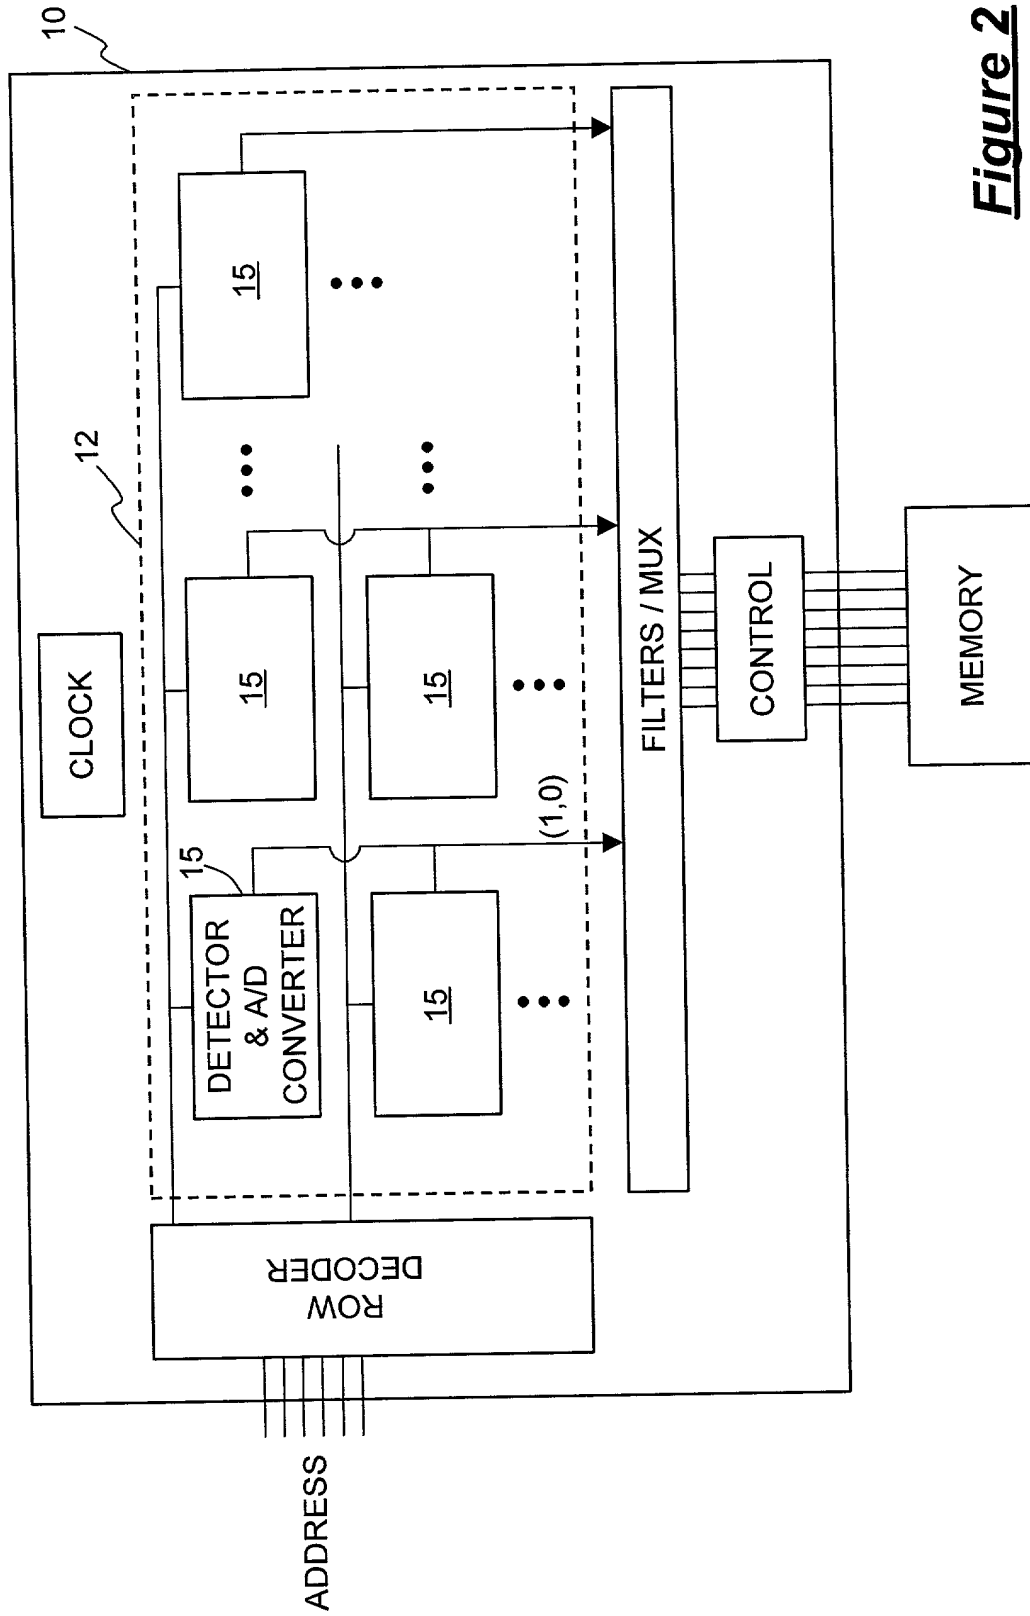 10
CLOCK
12
15
DETECTOR
& A/D
CONVERTER
15
15
15
15
(1,0)
ROW
DECODER
ADDRESS
FILTERS / MUX
CONTROL
MEMORY
Figure 2